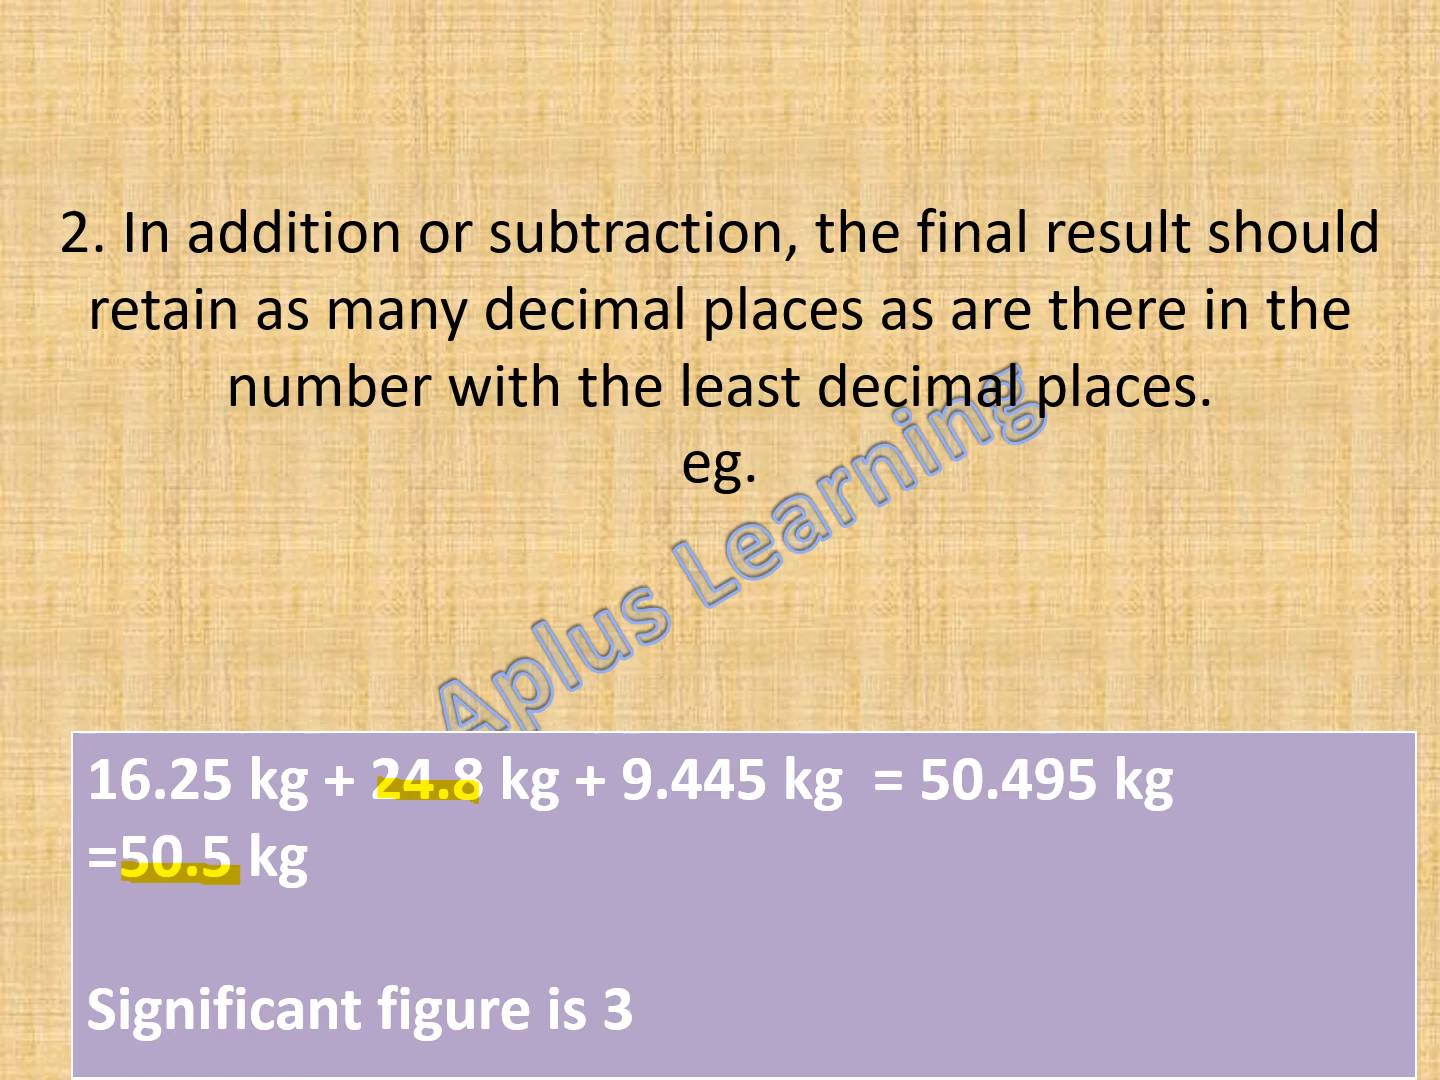 2. In addition or subtraction, the final result should
retain as many decimal places as are there in the
number with the least decimal places.
eg.
Aplus Learning
16.25 kg + 24.8 kg + 9.445 kg = 50.495 kg
=50.5 kg
Significant figure is 3